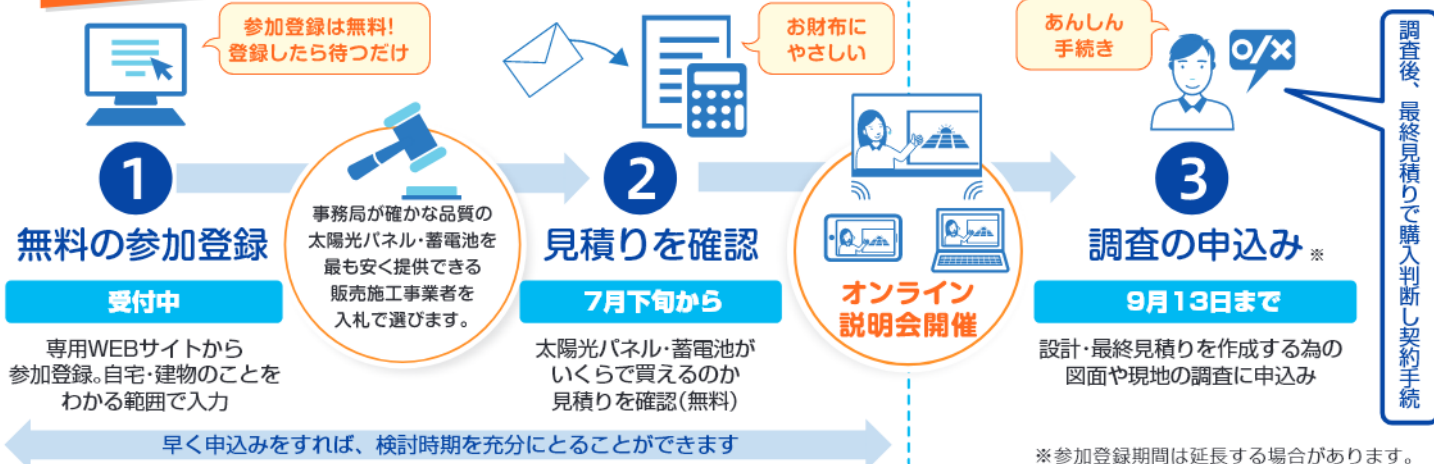 参加登録は無料!
登録したら待つだけ
1
無料の参加登録
受付中
専用WEBサイトから
参加登録。自宅・建物のことを
わかる範囲で入力
事務局が確かな品質の
太陽光パネル・蓄電池を
最も安く提供できる
販売施工事業者を
入札で選びます。
お財布に
やさしい
2
見積りを確認
7月下旬から
太陽光パネル・蓄電池が
いくらで買えるのか
見積りを確認(無料)
オンライン
説明会開催
あんしん
手続き
o/×
3
調査の申込み※
9月13日まで
設計・最終見積りを作成する為の
図面や現地の調査に申込み
調査後、最終見積りで購入判断し契約手続
早く申込みをすれば、検討時期を充分にとることができます
※参加登録期間は延長する場合があります。